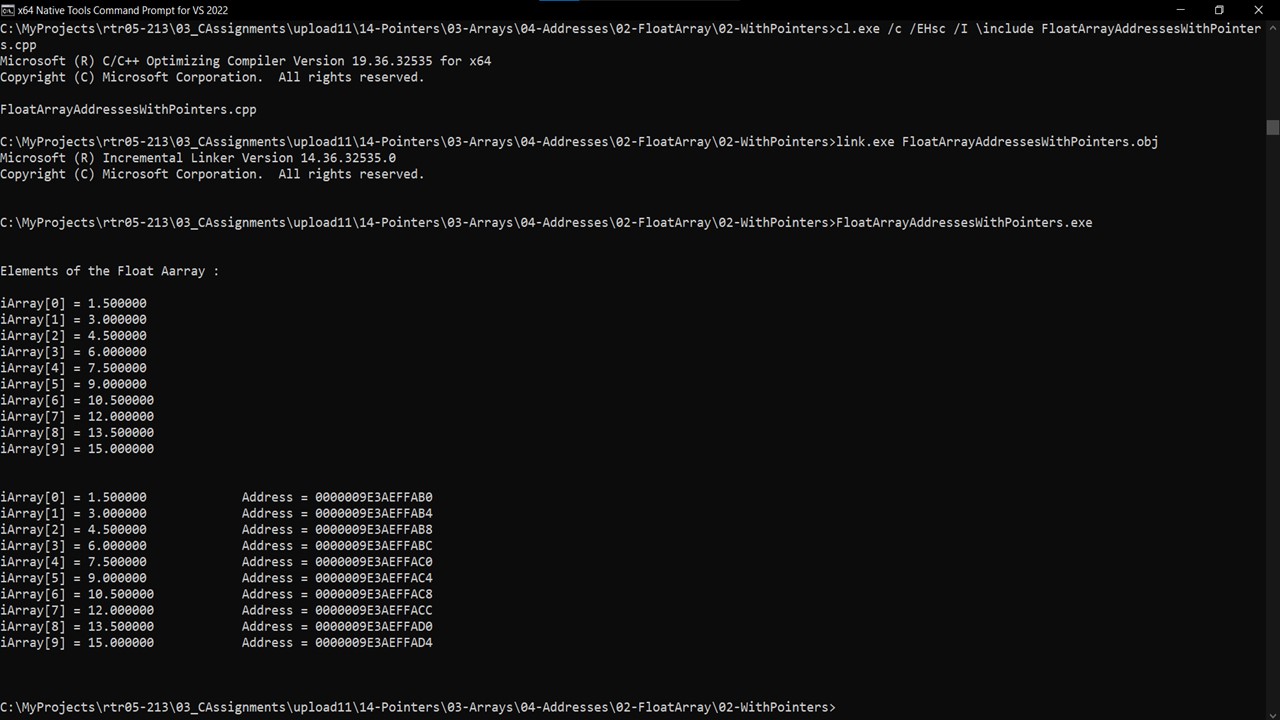 x64 Native Tools Command Prompt for VS 2022
C:\MyProjects\rtr05-213\03_CAssignments\upload11\14-Pointers\03-Arrays\04-Addresses\02-FloatArray\02-WithPointers>cl.exe /c /EHsc /I \include FloatArrayAddressesWithPointer
s.cpp
Microsoft (R) C/C++ Optimizing Compiler Version 19.36.32535 for x64
Copyright (C) Microsoft Corporation.  All rights reserved.
FloatArrayAddressesWithPointers.cpp
C:\MyProjects\rtr05-213\03_CAssignments\upload11\14-Pointers\03-Arrays\04-Addresses\02-FloatArray\02-WithPointers>link.exe FloatArrayAddressesWithPointers.obj
Microsoft (R) Incremental Linker Version 14.36.32535.0
Copyright (C) Microsoft Corporation.  All rights reserved.
C:\MyProjects\rtr05-213\03_CAssignments\upload11\14-Pointers\03-Arrays\04-Addresses\02-FloatArray\02-WithPointers>FloatArrayAddressesWithPointers.exe
Elements of the Float Aarray :
iArray[0] = 1.500000
iArray[1] = 3.000000
iArray[2] = 4.500000
iArray[3] = 6.000000
iArray[4] = 7.500000
iArray[5] = 9.000000
iArray[6] = 10.500000
iArray[7] = 12.000000
iArray[8] = 13.500000
iArray[9] = 15.000000
iArray[0] = 1.500000 Address = 0000009E3AEFFAB0
iArray[1] = 3.000000 Address = 0000009E3AEFFAB4
iArray[2] = 4.500000 Address = 0000009E3AEFFAB8
iArray[3] = 6.000000 Address = 0000009E3AEFFABC
iArray[4] = 7.500000 Address = 0000009E3AEFFAC0
iArray[5] = 9.000000 Address = 0000009E3AEFFAC4
iArray[6] = 10.500000 Address = 0000009E3AEFFAC8
iArray[7] = 12.000000 Address = 0000009E3AEFFACC
iArray[8] = 13.500000 Address = 0000009E3AEFFAD0
iArray[9] = 15.000000 Address = 0000009E3AEFFAD4
C:\MyProjects\rtr05-213\03_CAssignments\upload11\14-Pointers\03-Arrays\04-Addresses\02-FloatArray\02-WithPointers>